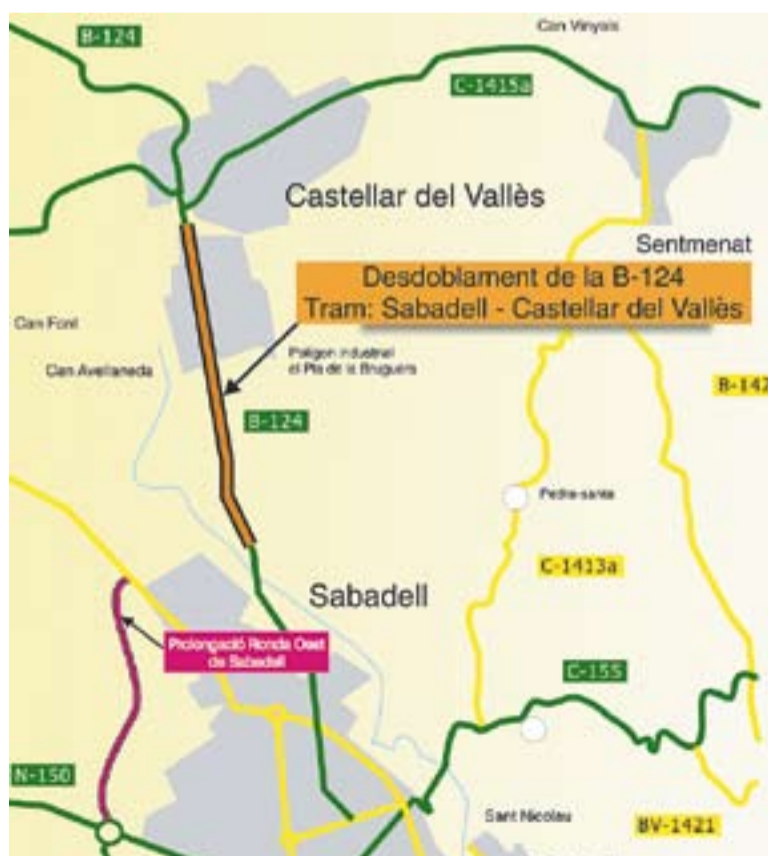 B-124
Can Vinyals
C-1415a
Castellar del Vallès
Sentmenat
Desdoblament de la B-124
Tram: Sabadell - Castellar del Vallès
Can Font
Polígon industrial
el Pla de la Bruguera
Can Avellaneda
B-142
B-124
Pedra-santa
C-1413a
Sabadell
Prolongació Ronda Oest
de Sabadell
C-155
N-150
Sant Nicolau
BV-1421